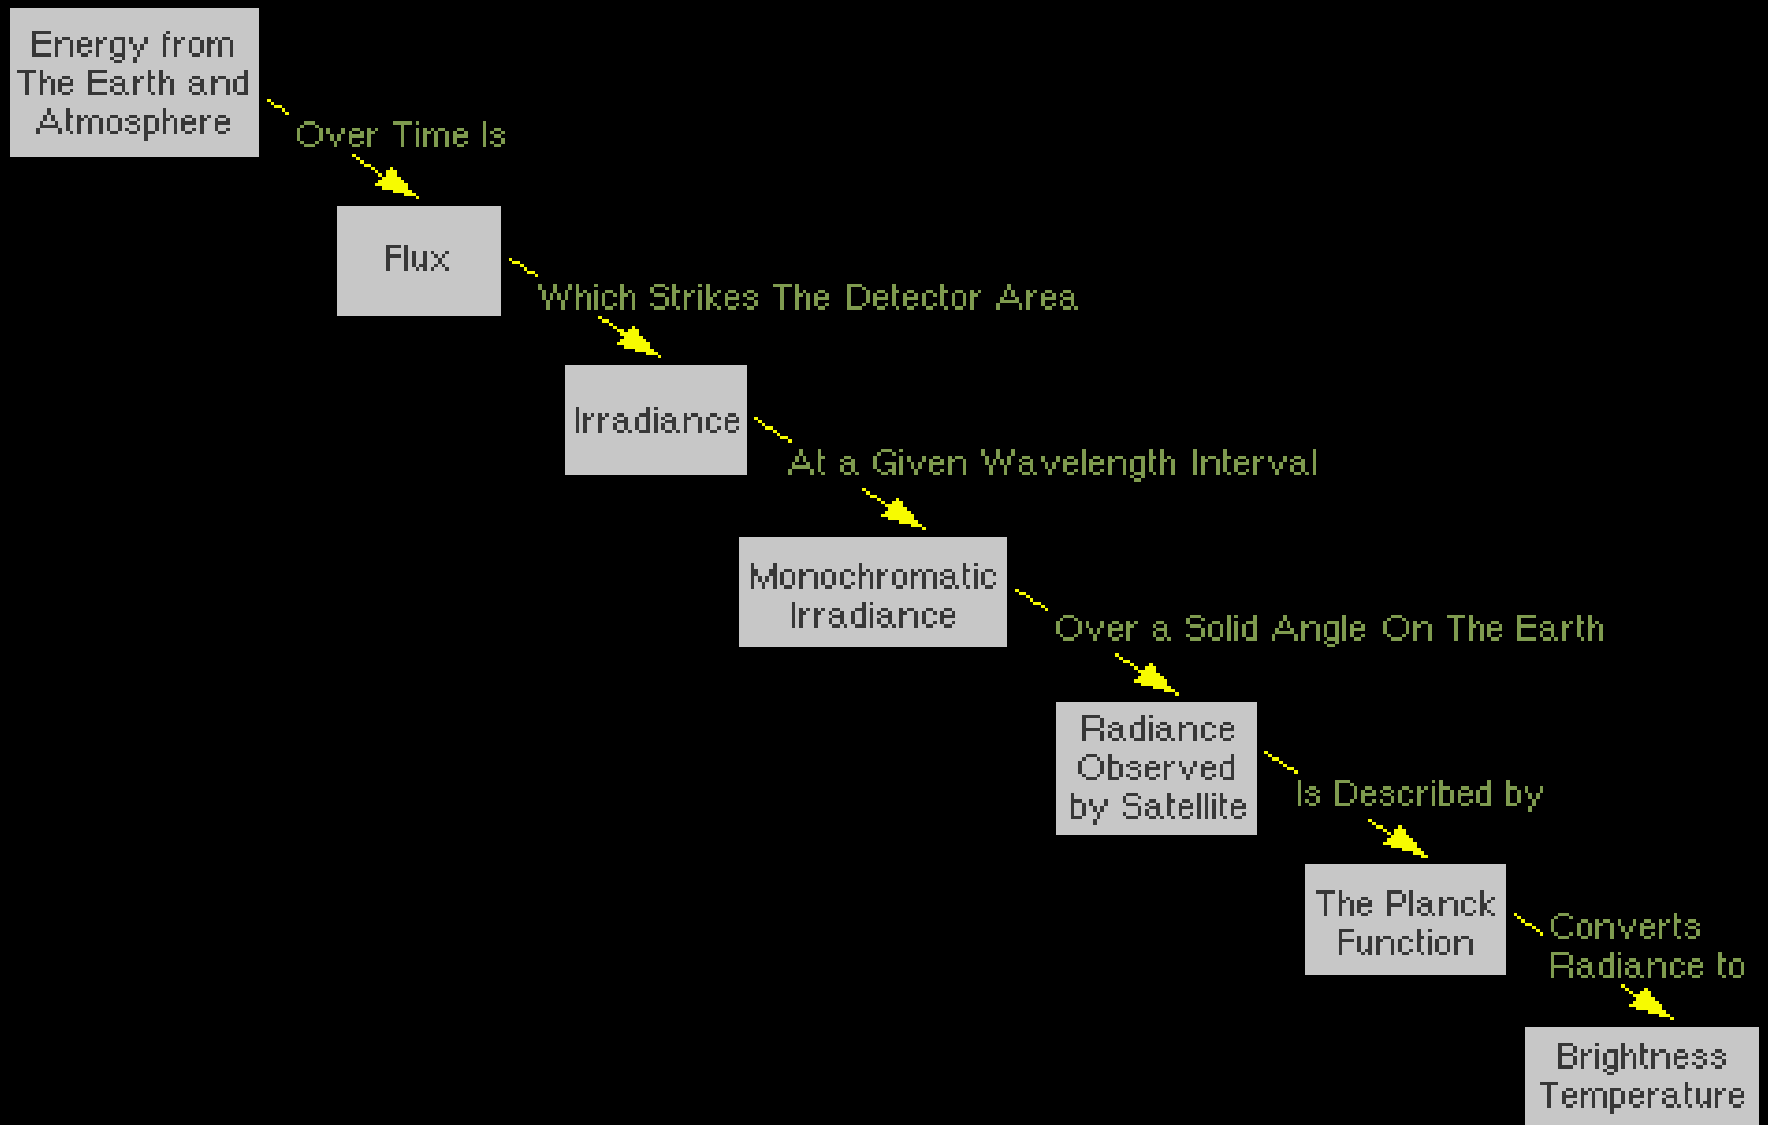 Energy from
The Earth and
Atmosphere
Over Time Is
Flux
Which Strikes The Detector Area
Irradiance
At a Given Wavelength Interval
Monochromatic
Irradiance
Over a Solid Angle On The Earth
Radiance
Observed
by Satellite
Is Described by
The Planck
Function
Converts
Radiance to
Brightness
Temperature